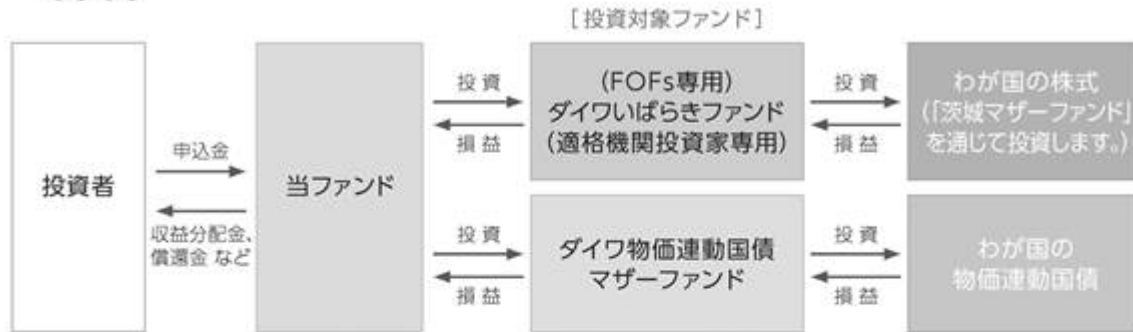 [投資対象ファンド]
投資者
申込金
収益分配金、
償還金 など
当ファンド
投資
損益
(FOFs専用)
ダイワいばらきファンド
(適格機関投資家専用)
投資
損益
わが国の株式
(「茨城マザーファンド」
を通じて投資します。)
投資
損益
ダイワ物価連動国債
マザーファンド
投資
損益
わが国の
物価連動国債